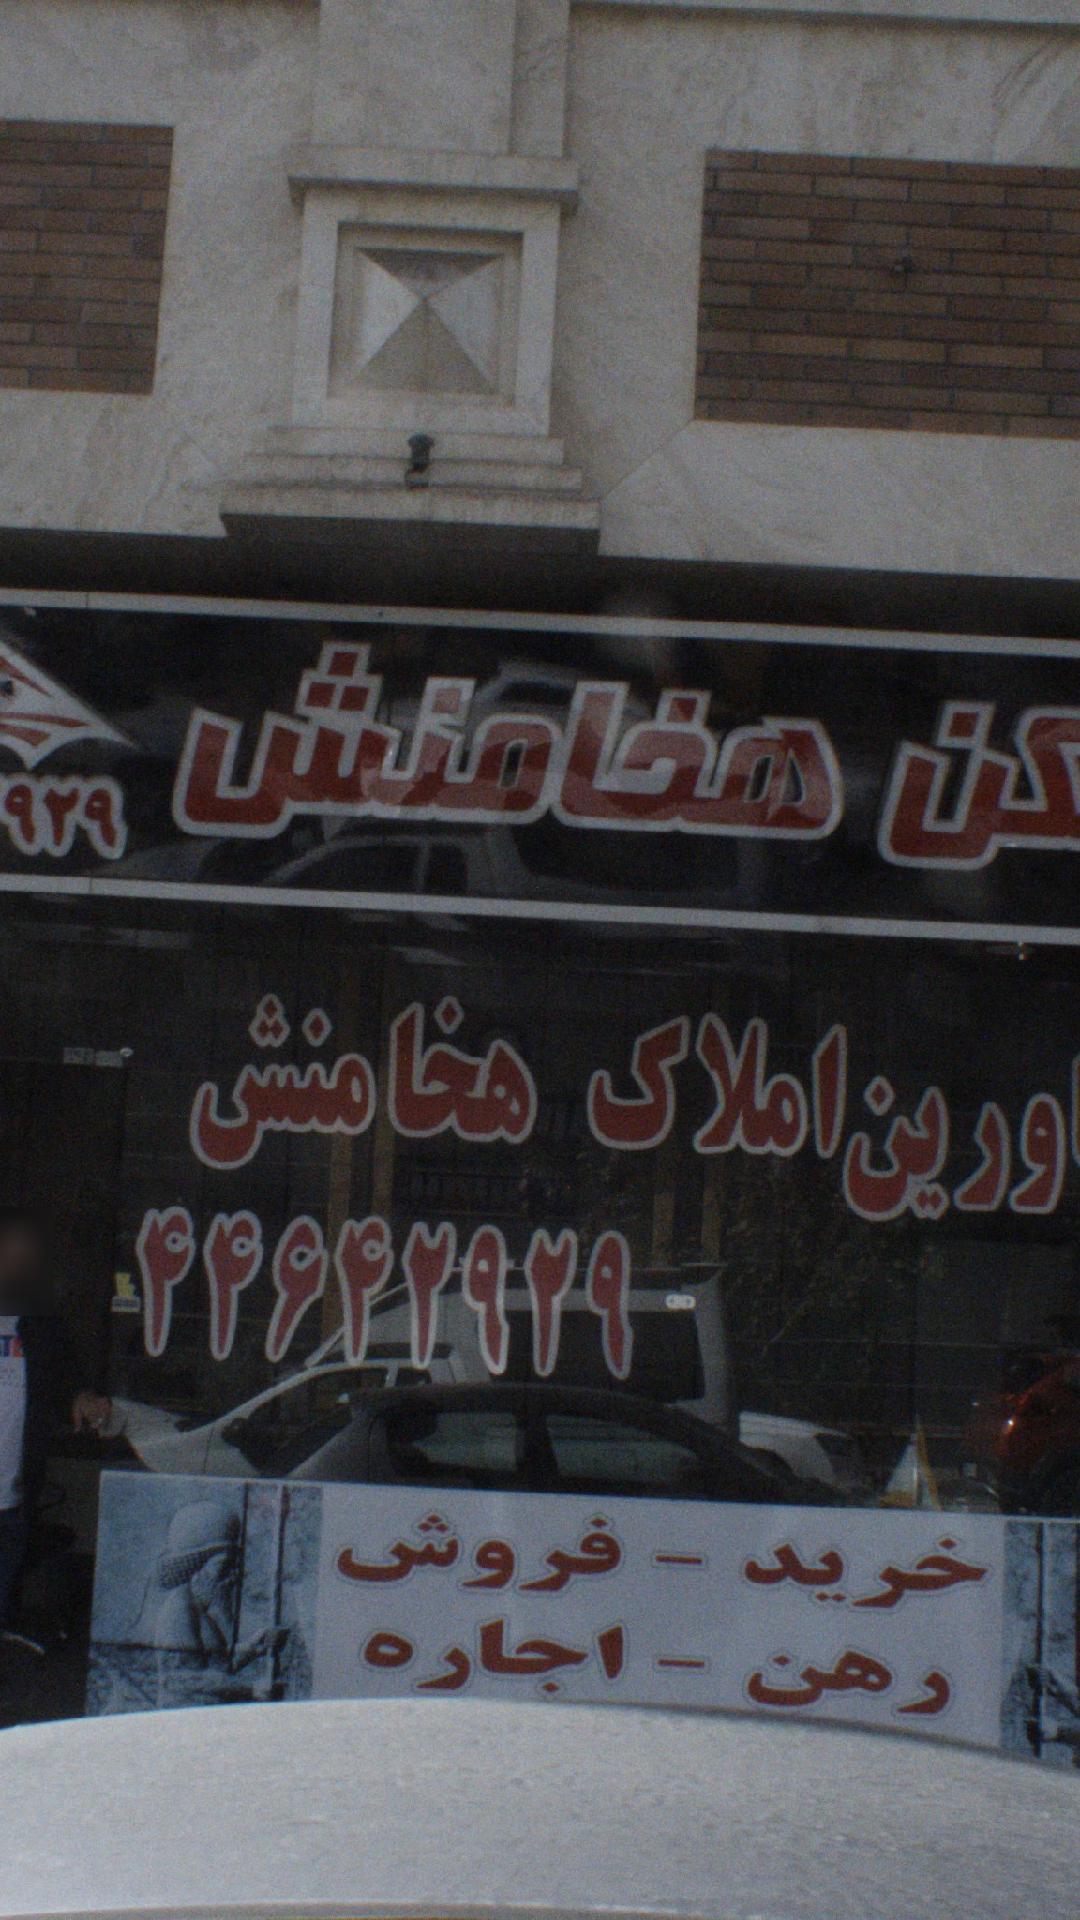 کن هخامنش
۹۲۹
اورین املاک هخامنش
۴۴۶۴۲۹۲۹
خرید - فروش
رهن - اجاره